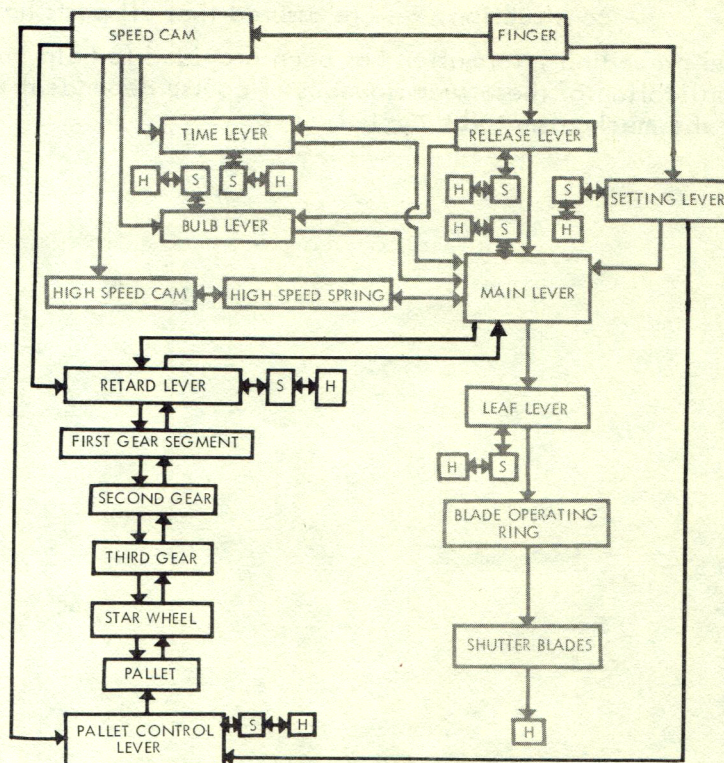 SPEED CAM
FINGER
TIME LEVER
RELEASE LEVER
H
S
S
H
H
S
S
SETTING LEVER
H
S
H
BULB LEVER
HIGH SPEED CAM
HIGH SPEED SPRING
MAIN LEVER
RETARD LEVER
S
H
LEAF LEVER
FIRST GEAR SEGMENT
H
S
SECOND GEAR
BLADE OPERATING
RING
THIRD GEAR
STAR WHEEL
SHUTTER BLADES
PALLET
PALLET CONTROL
LEVER
S
H
H